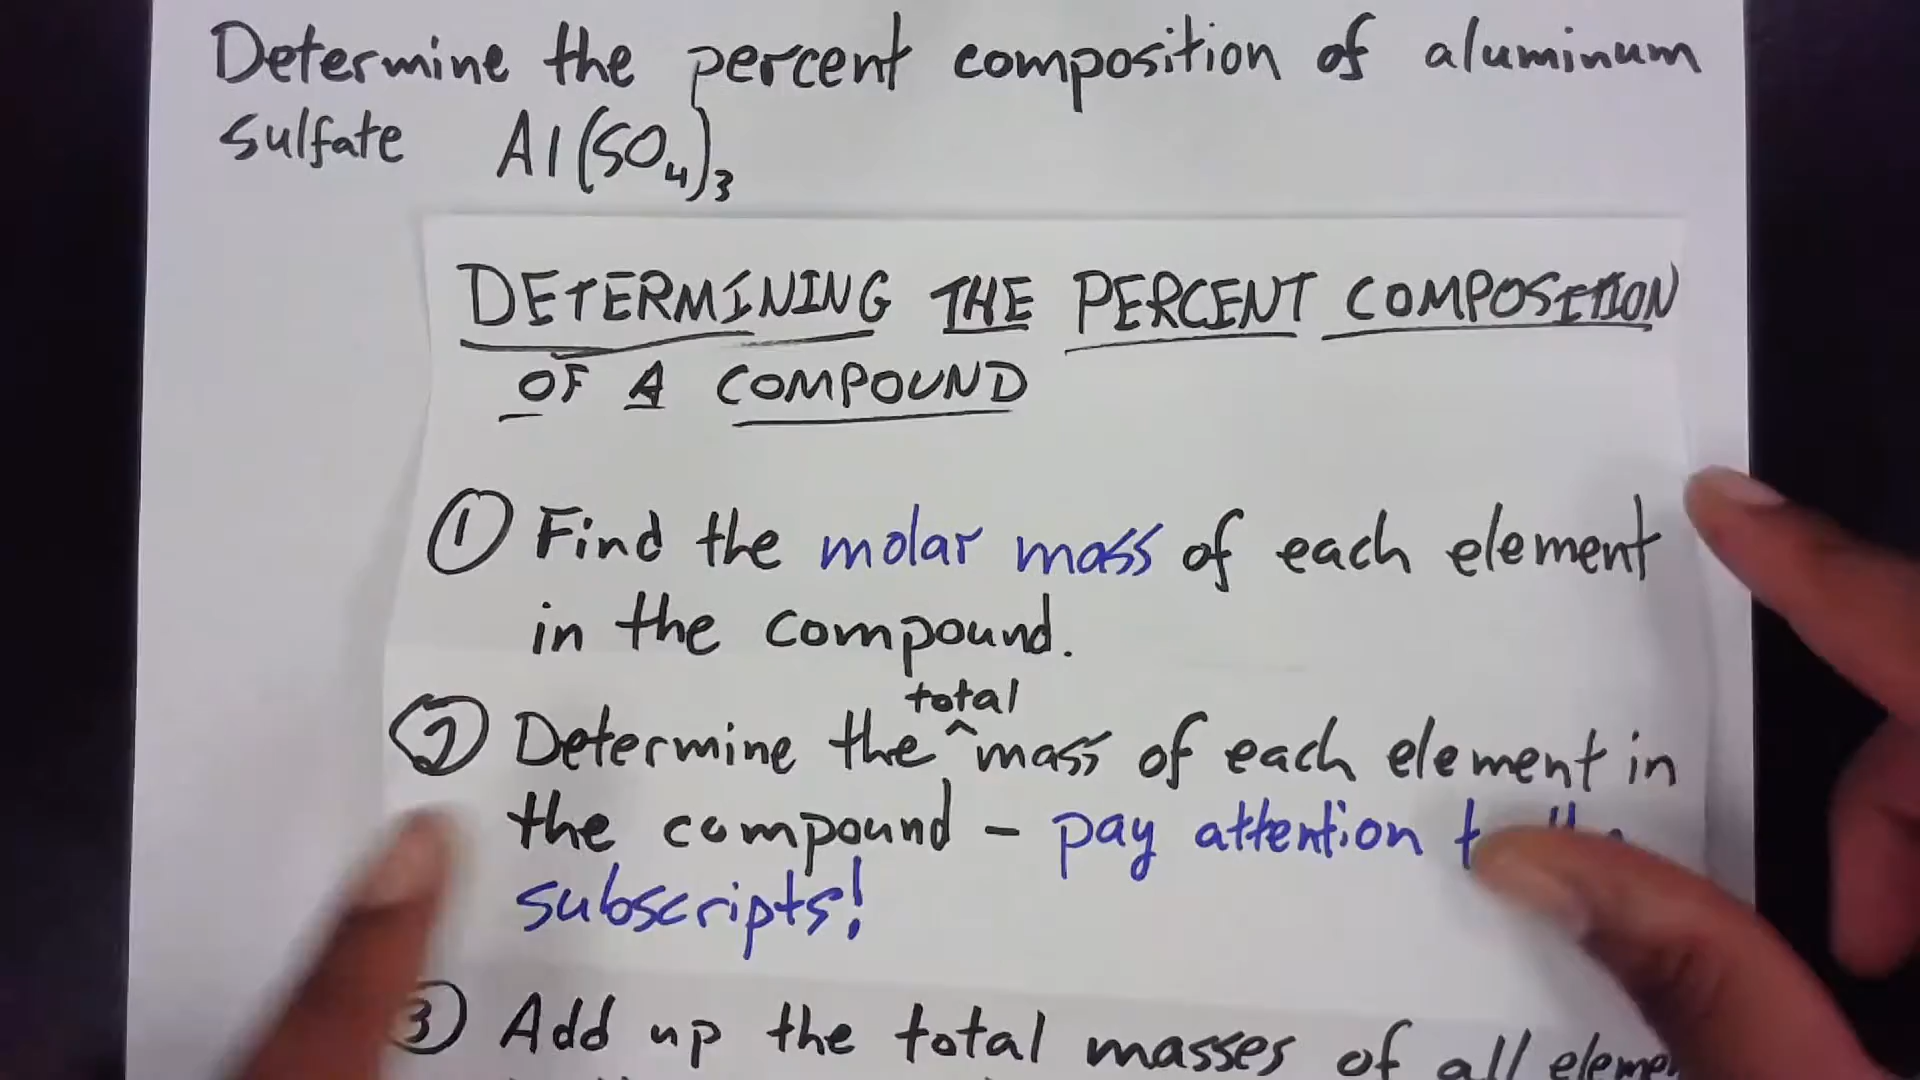 Determine the percent composition of aluminum
sulfate Al(SO₄)₃
DETERMINING THE PERCENT COMPOSITION
OF A COMPOUND
① Find the molar mass of each element
in the compound.
total
② Determine the ^ mass of each element in
the compound – pay attention
subscripts!
③ Add up the total masses of all